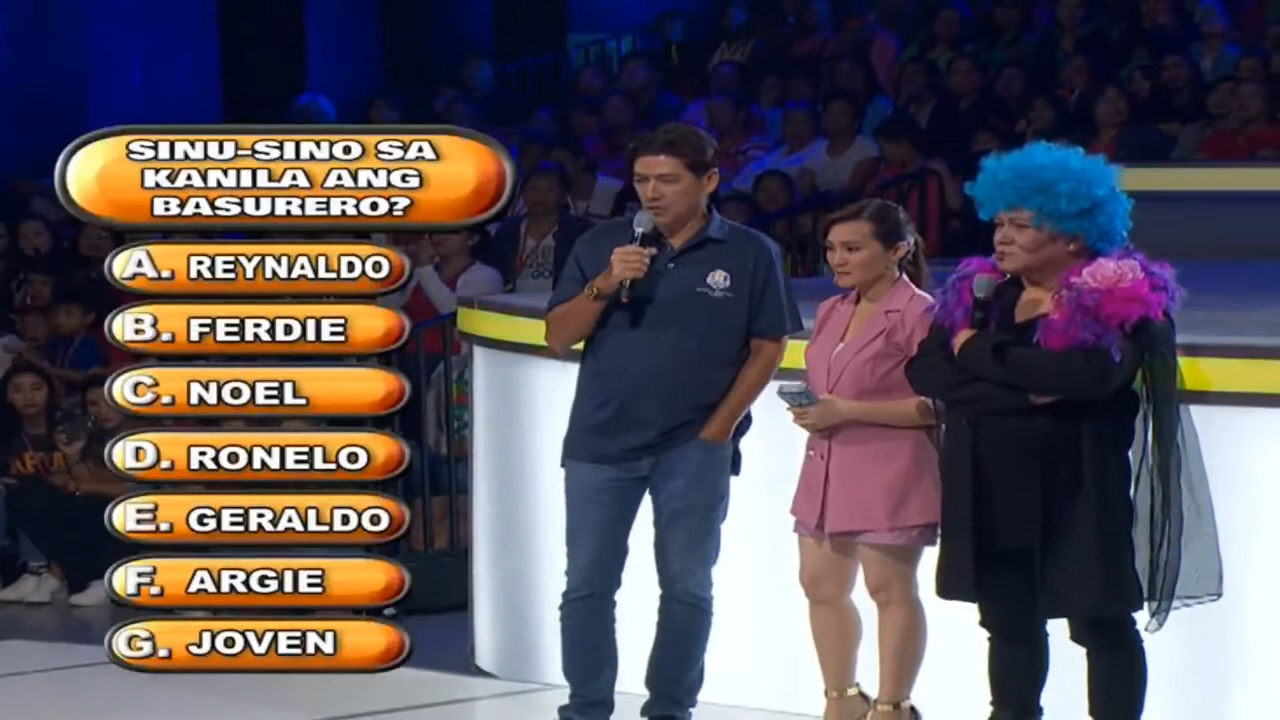 SINU-SINO SA
KANILA ANG
BASURERO?
A. REYNALDO
B. FERDIE
C. NOEL
D. RONELO
E. GERALDO
F. ARGIE
G. JOVEN